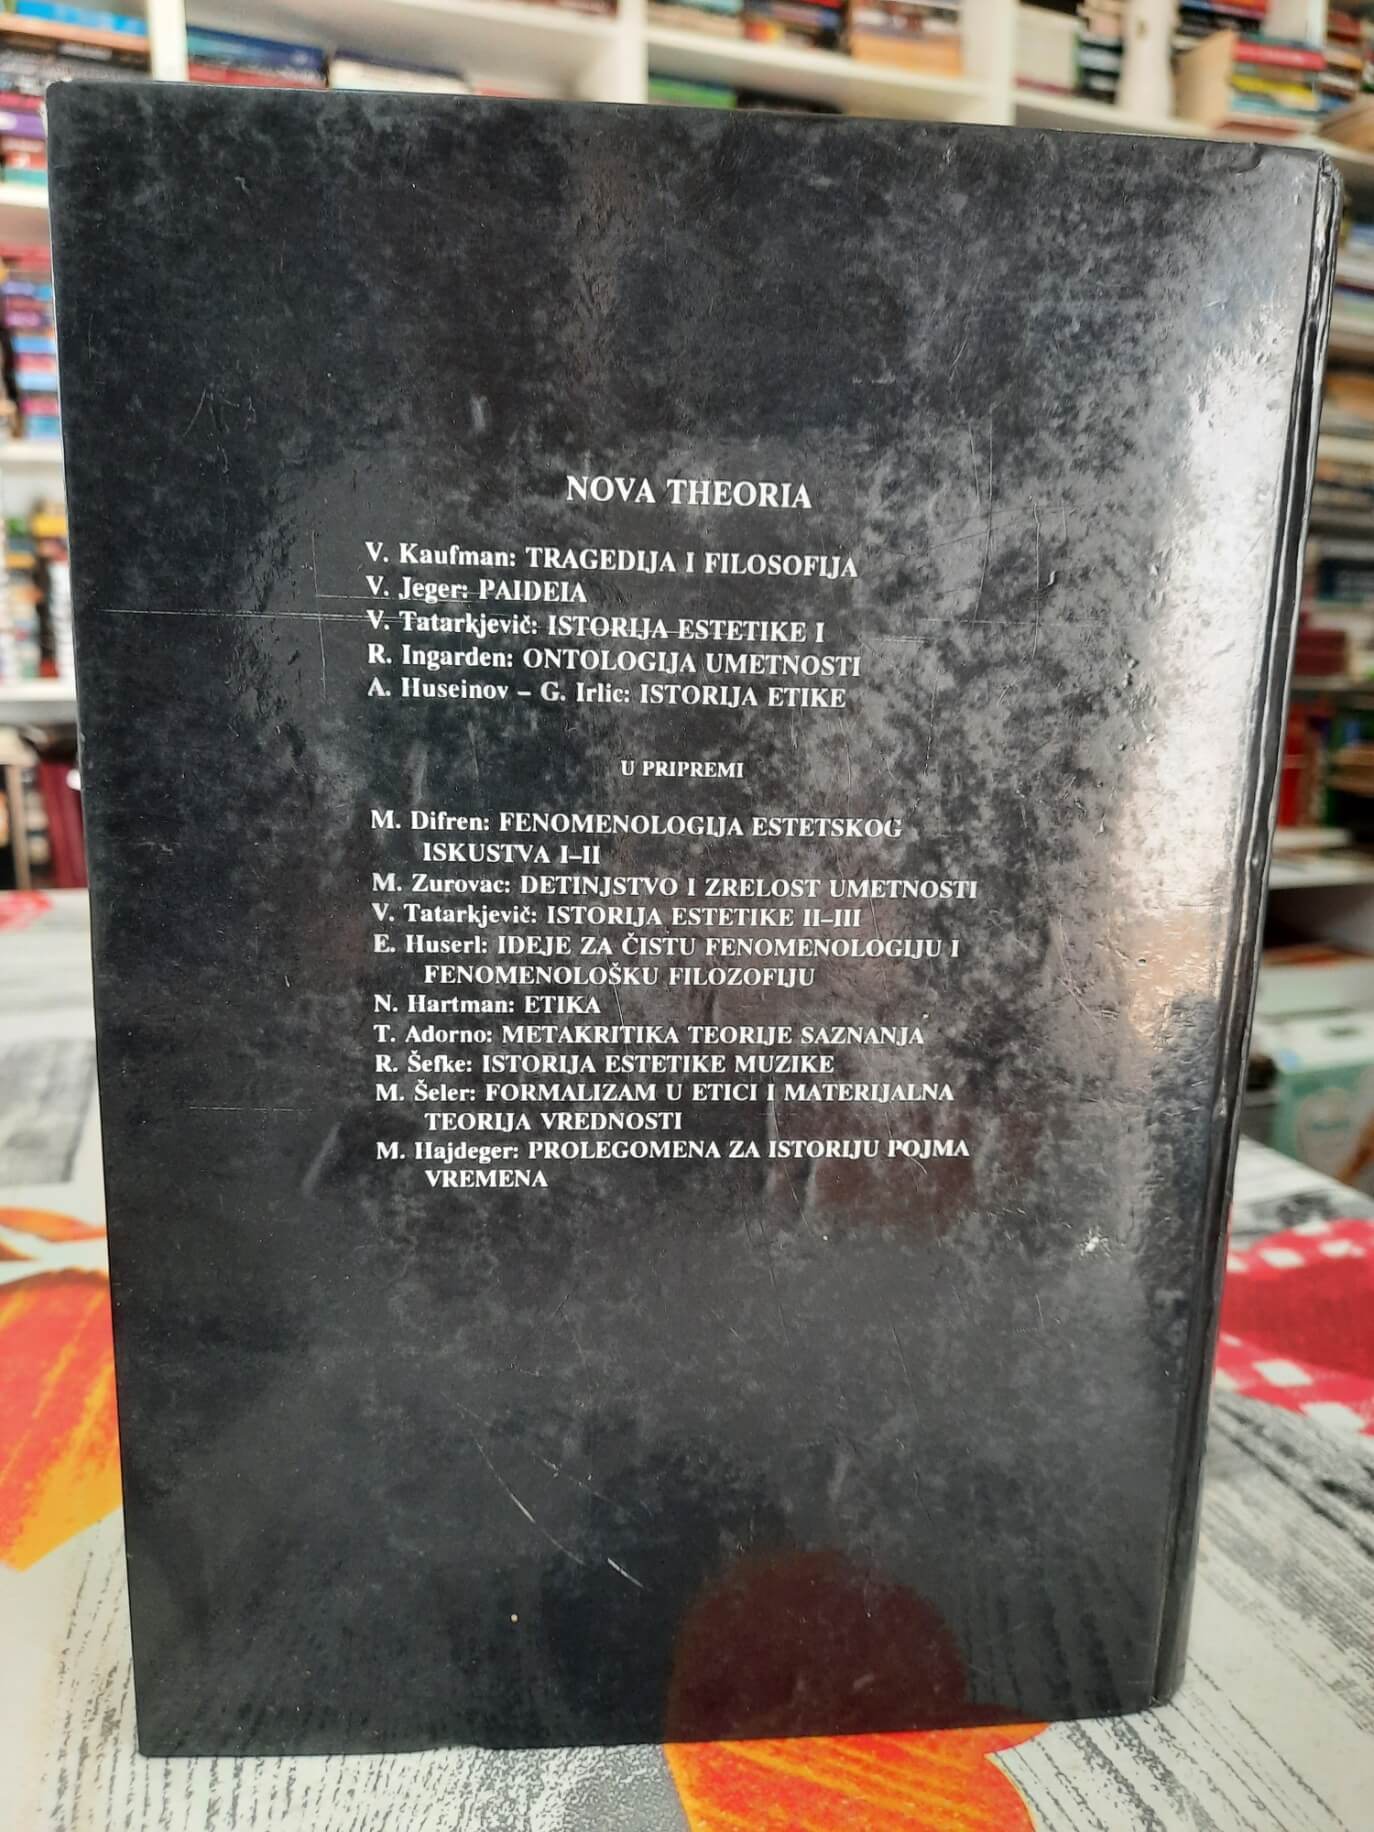 NOVA THEORIA
V. Kaufman: TRAGEDIJA I FILOSOFIJA
V. Jeger: PAIDEIA
V. Tatarkjevič: ISTORIJA ESTETIKE I
R. Ingarden: ONTOLOGIJA UMETNOSTI
A. Huseinov – G. Irlic: ISTORIJA ETIKE
U PRIPREMI
M. Difren: FENOMENOLOGIJA ESTETSKOG
ISKUSTVA I–II
M. Zurovac: DETINJSTVO I ZRELOST UMETNOSTI
V. Tatarkjevič: ISTORIJA ESTETIKE II–III
E. Huserl: IDEJE ZA ČISTU FENOMENOLOGIJU I
FENOMENOLOŠKU FILOZOFIJU
N. Hartman: ETIKA
T. Adorno: METAKRITIKA TEORIJE SAZNANJA
R. Šefke: ISTORIJA ESTETIKE MUZIKE
M. Šeler: FORMALIZAM U ETICI I MATERIJALNA
TEORIJA VREDNOSTI
M. Hajdeger: PROLEGOMENA ZA ISTORIJU POJMA
VREMENA